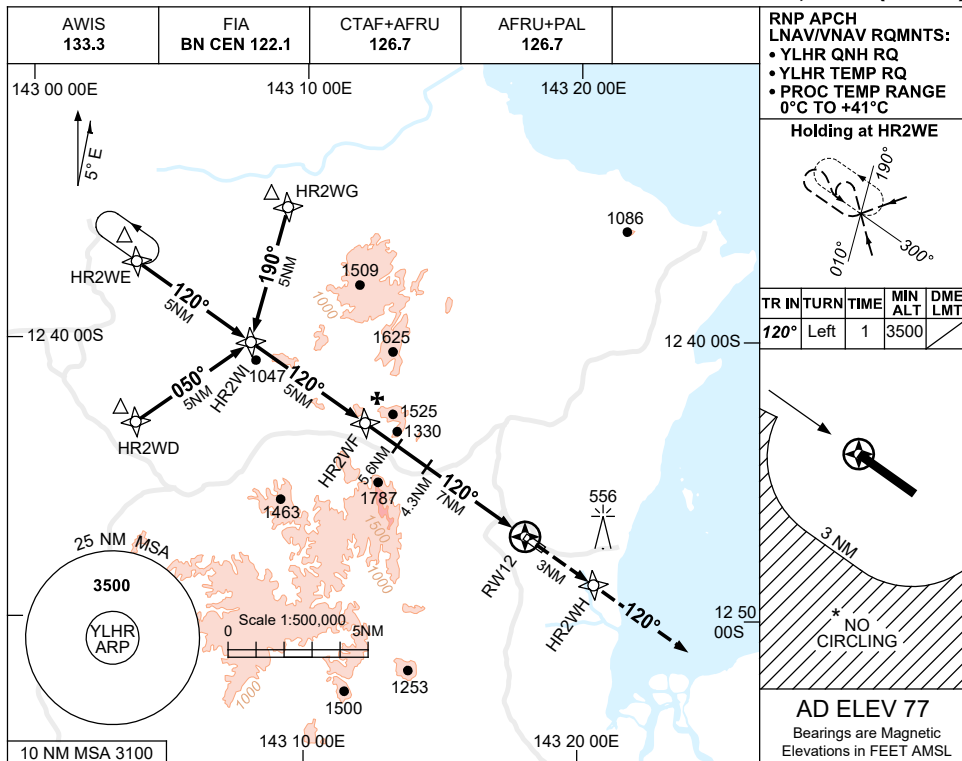 AWIS
133.3
FIA
BN CEN 122.1
CTAF+AFRU
126.7
AFRU+PAL
126.7
RNP APCH
LNAV/VNAV RQMNTS:
• YLHR QNH RQ
• YLHR TEMP RQ
• PROC TEMP RANGE
0°C TO +41°C
143 00 00E
143 10 00E
143 20 00E
5° E
HR2WG
HR2WE
190°
5NM
120°
5NM
1086
1509
1000
12 40 00S
12 40 00S
1625
HR2WI
1047
050°
5NM
HR2WD
120°
5NM
1525
1330
HR2WF
5.6NM
4.3NM
120°
7NM
1787
1500
1000
1463
556
RW12
3NM
HR2WH
120°
12 50
00S
25 NM MSA
3500
YLHR
ARP
Scale 1:500,000
0
5NM
1000
1253
1500
10 NM MSA 3100
143 10 00E
143 20 00E
Holding at HR2WE
190°
010°
300°
TR IN TURN TIME MIN ALT DME LMT
120° Left 1 3500
3 NM
* NO
CIRCLING
AD ELEV 77
Bearings are Magnetic
Elevations in FEET AMSL